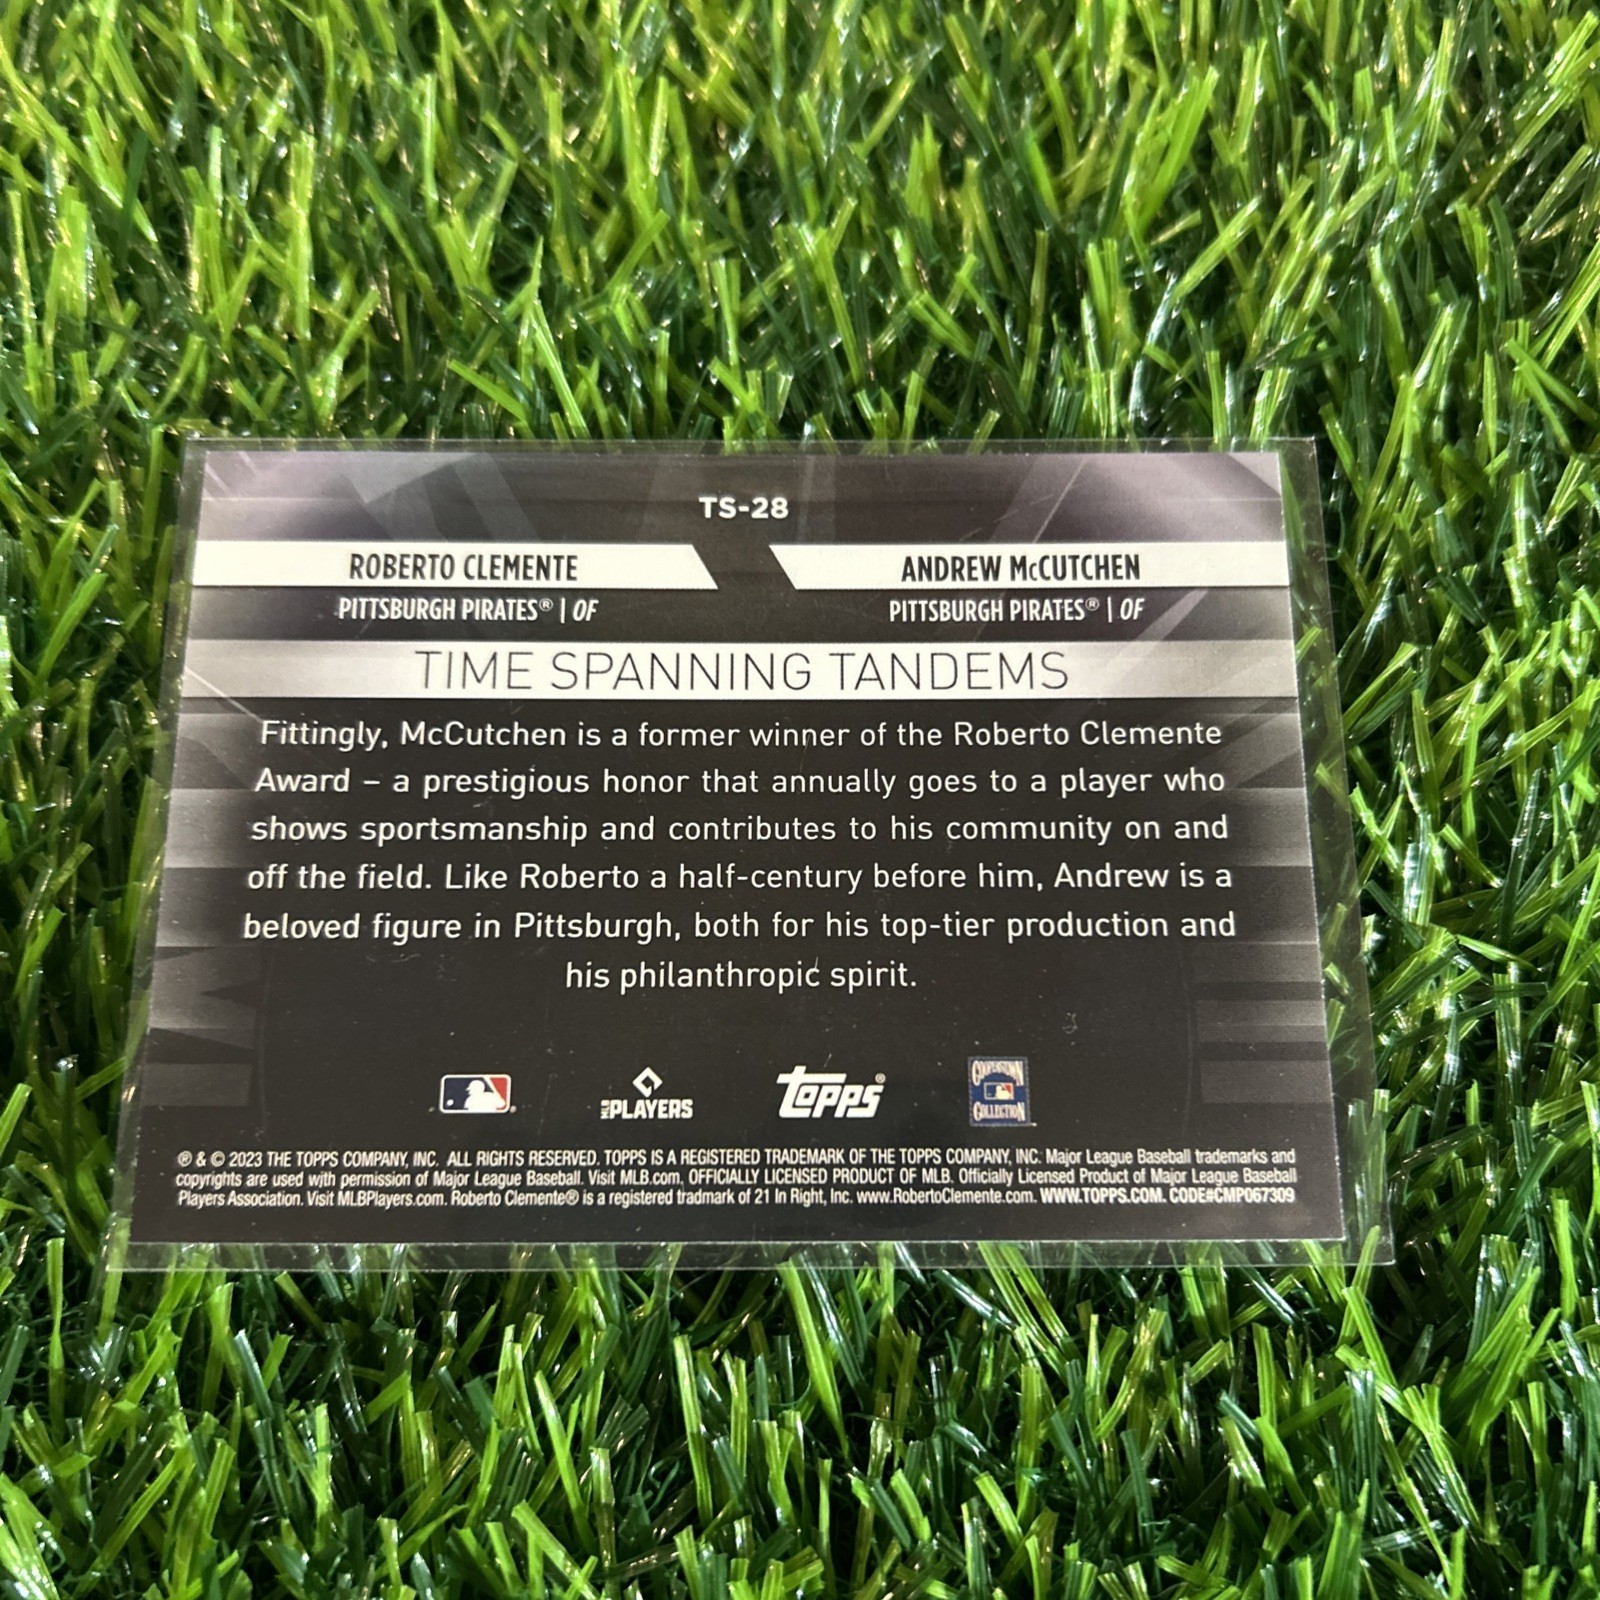 TS-28
ROBERTO CLEMENTE
ANDREW McCUTCHEN
PITTSBURGH PIRATES® | OF
PITTSBURGH PIRATES® | OF
TIME SPANNING TANDEMS
Fittingly, McCutchen is a former winner of the Roberto Clemente
Award – a prestigious honor that annually goes to a player who
shows sportsmanship and contributes to his community on and
off the field. Like Roberto a half-century before him, Andrew is a
beloved figure in Pittsburgh, both for his top-tier production and
his philanthropic spirit.
MLB PLAYERS
TOPPS®
COOPERSTOWN
COLLECTION
® & © 2023 THE TOPPS COMPANY, INC. ALL RIGHTS RESERVED. TOPPS IS A REGISTERED TRADEMARK OF THE TOPPS COMPANY, INC. Major League Baseball trademarks and
copyrights are used with permission of Major League Baseball. Visit MLB.com. OFFICIALLY LICENSED PRODUCT OF MLB. Officially Licensed Product of Major League Baseball
Players Association. Visit MLBPlayers.com. Roberto Clemente® is a registered tradmark of 21 In Right, Inc. www.RobertoClemente.com. WWW.TOPPS.COM. CODE#CMP067309